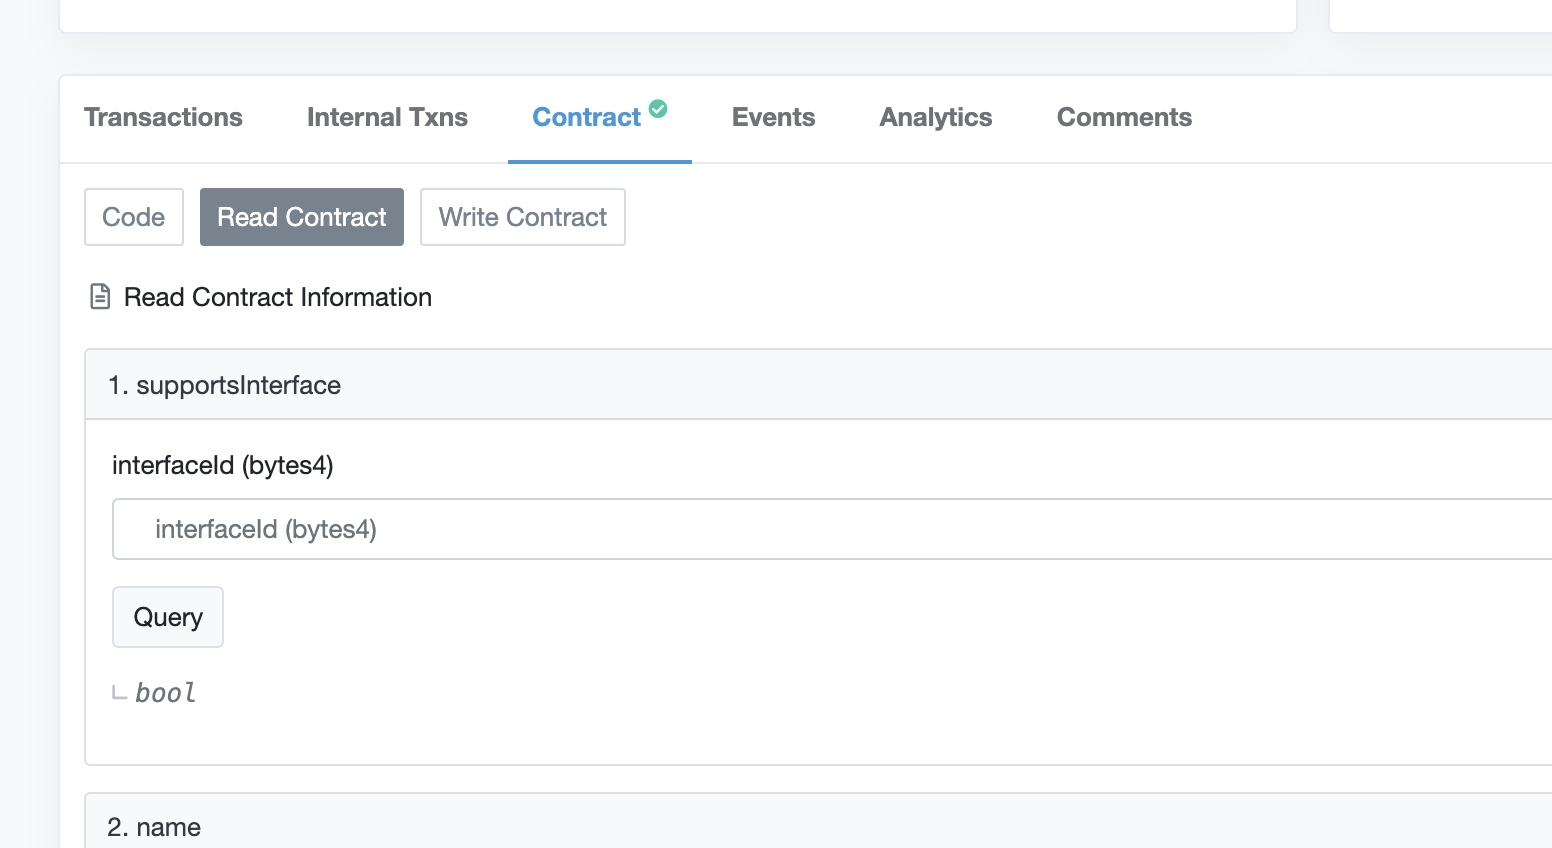 Transactions Internal Txns Contract Events Analytics Comments
Code Read Contract Write Contract
Read Contract Information
1. supportsInterface
interfaceId (bytes4)
interfaceId (bytes4)
Query
bool
2. name